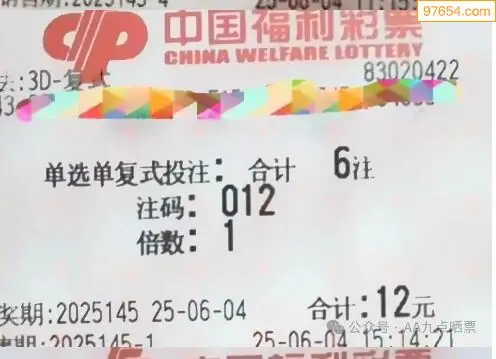 97654.com
中国福利彩票
CHINA WELFARE LOTTERY
:3D-复式
83020422
单选单复式投注: 合计 6注
注码: 012
倍数: 1
奖期:2025145 25-06-04 合计:12元
公众号·AA九点晒票
:2025145-1 25-06-04 15:14:21